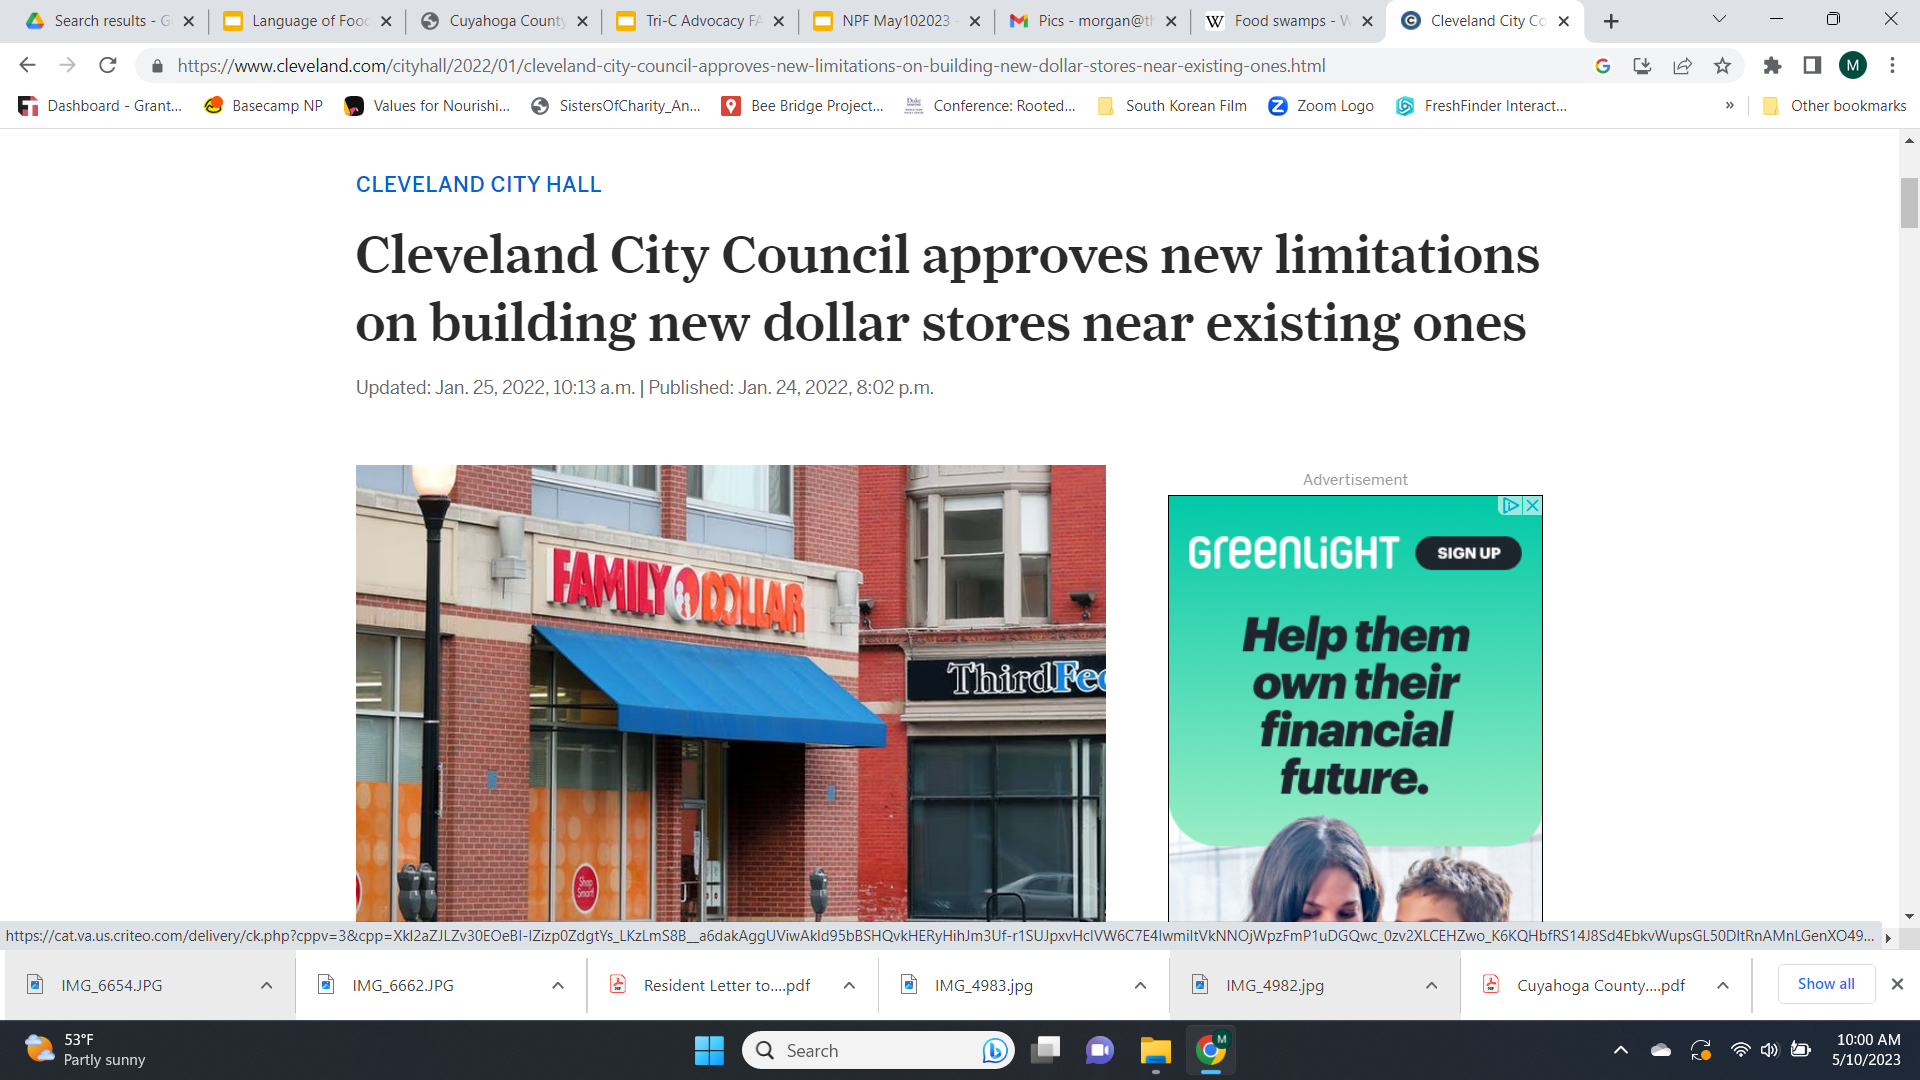 Search results - G
Language of Food
Cuyahoga County
Tri-C Advocacy FA
NPF May102023 -
Pics - morgan@th
Food swamps - W
Cleveland City Co
https://www.cleveland.com/cityhall/2022/01/cleveland-city-council-approves-new-limitations-on-building-new-dollar-stores-near-existing-ones.html
M
Dashboard - Grant...
Basecamp NP
Values for Nourishi...
SistersOfCharity_An...
Bee Bridge Project...
Conference: Rooted...
South Korean Film
Zoom Logo
FreshFinder Interact...
»
Other bookmarks
CLEVELAND CITY HALL
Cleveland City Council approves new limitations
on building new dollar stores near existing ones
Updated: Jan. 25, 2022, 10:13 a.m. | Published: Jan. 24, 2022, 8:02 p.m.
FAMILY DOLLAR
ThirdFed
Shop
Smart!
Advertisement
GREENLIGHT
SIGN UP
Help them
own their
financial
future.
IMG_6654.JPG
IMG_6662.JPG
Resident Letter to....pdf
IMG_4983.jpg
IMG_4982.jpg
Cuyahoga County....pdf
Show all
53°F
Partly sunny
Search
M
10:00 AM
5/10/2023